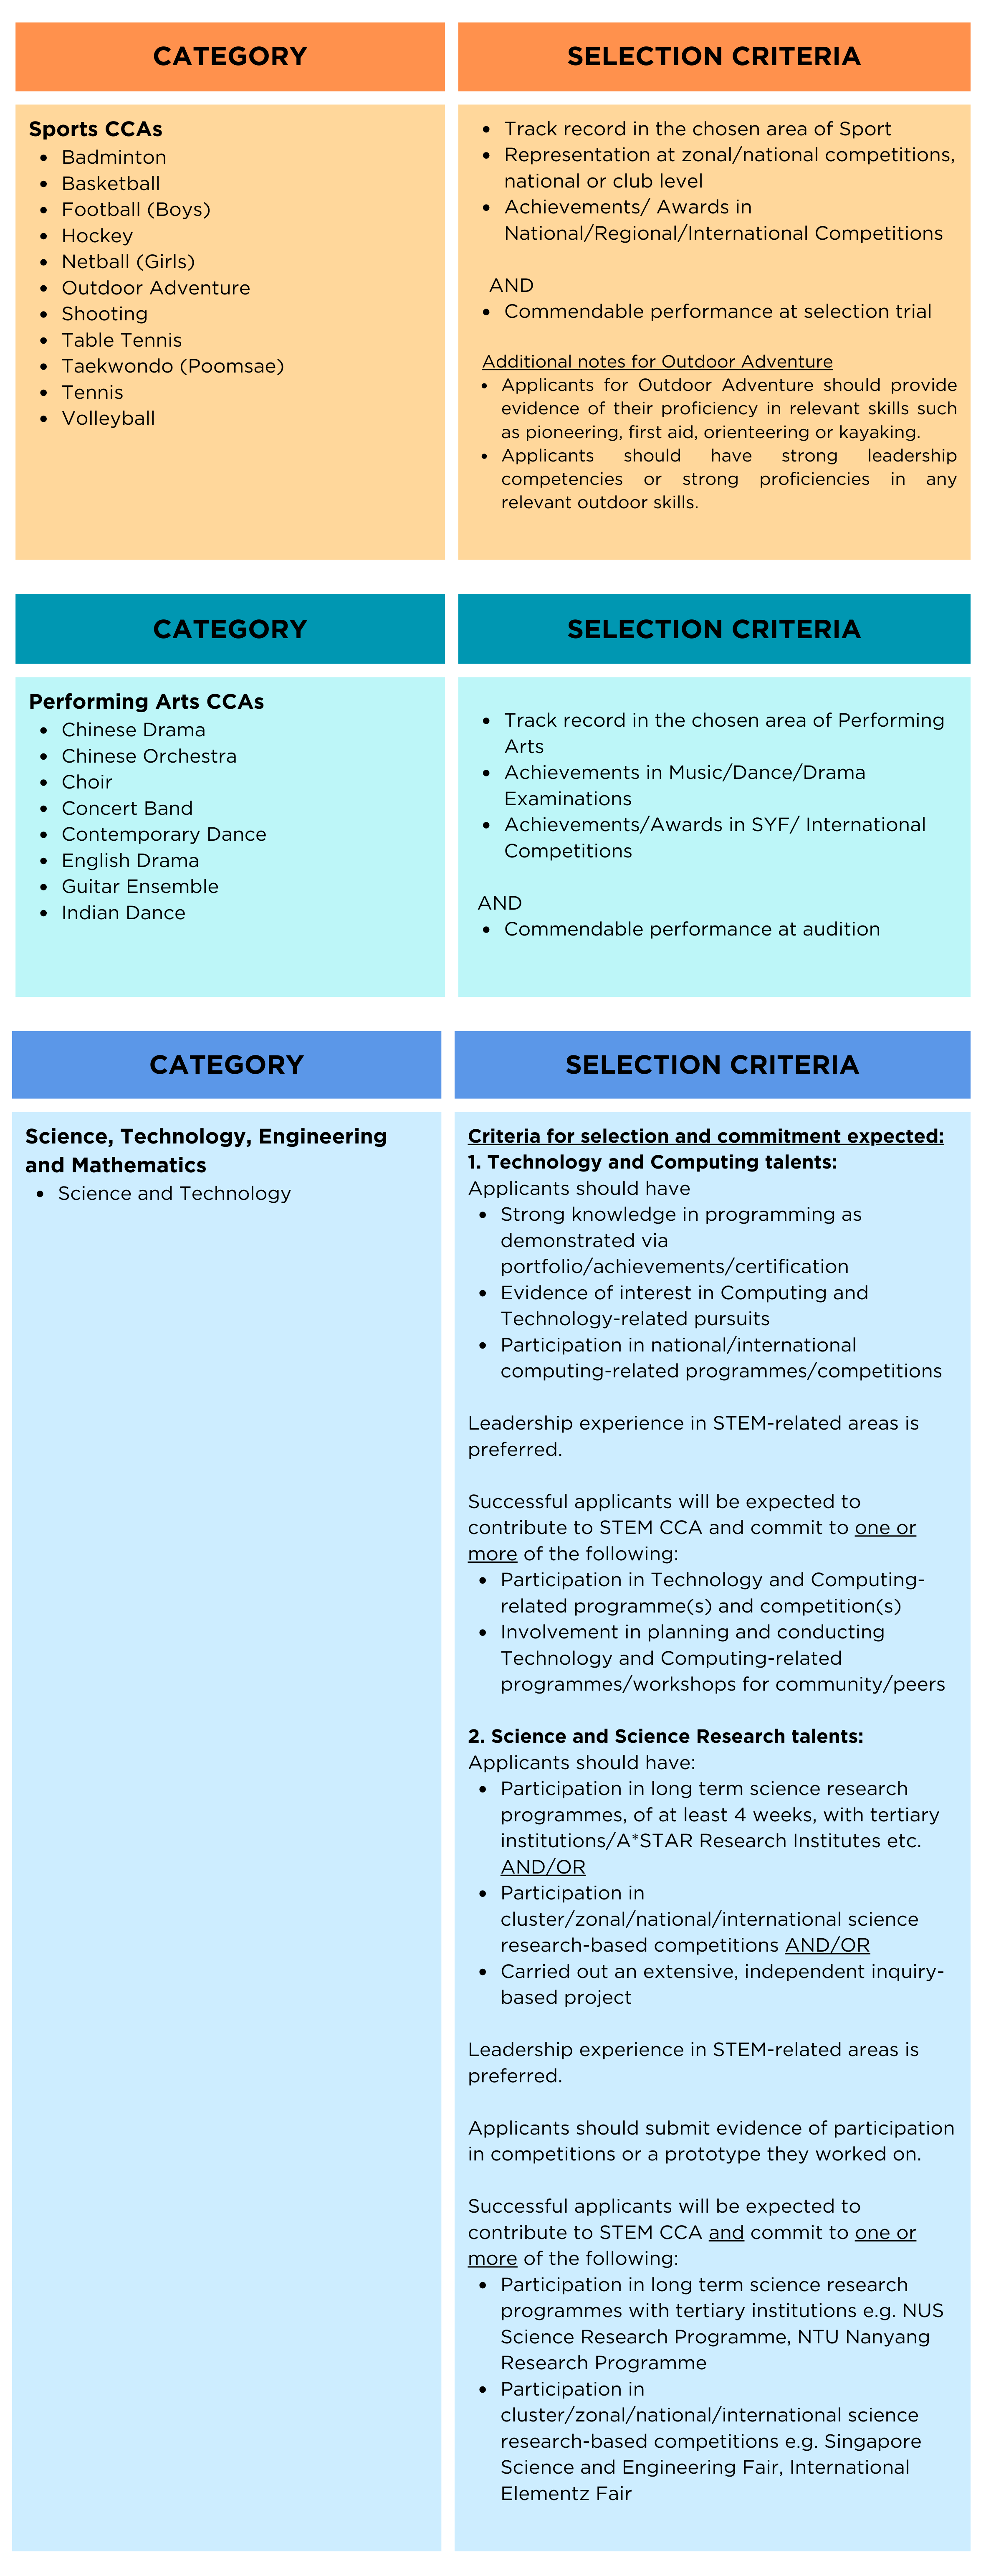 CATEGORY
SELECTION CRITERIA
Sports CCAs
• Badminton
• Basketball
• Football (Boys)
• Hockey
• Netball (Girls)
• Outdoor Adventure
• Shooting
• Table Tennis
• Taekwondo (Poomsae)
• Tennis
• Volleyball
• Track record in the chosen area of Sport
• Representation at zonal/national competitions,
national or club level
• Achievements/ Awards in
National/Regional/International Competitions
AND
• Commendable performance at selection trial
Additional notes for Outdoor Adventure
• Applicants for Outdoor Adventure should provide
evidence of their proficiency in relevant skills such
as pioneering, first aid, orienteering or kayaking.
• Applicants should have strong leadership
competencies or strong proficiencies in any
relevant outdoor skills.
CATEGORY
SELECTION CRITERIA
Performing Arts CCAs
• Chinese Drama
• Chinese Orchestra
• Choir
• Concert Band
• Contemporary Dance
• English Drama
• Guitar Ensemble
• Indian Dance
• Track record in the chosen area of Performing
Arts
• Achievements in Music/Dance/Drama
Examinations
• Achievements/Awards in SYF/ International
Competitions
AND
• Commendable performance at audition
CATEGORY
SELECTION CRITERIA
Science, Technology, Engineering
and Mathematics
• Science and Technology
Criteria for selection and commitment expected:
1. Technology and Computing talents:
Applicants should have
• Strong knowledge in programming as
demonstrated via
portfolio/achievements/certification
• Evidence of interest in Computing and
Technology-related pursuits
• Participation in national/international
computing-related programmes/competitions
Leadership experience in STEM-related areas is
preferred.
Successful applicants will be expected to
contribute to STEM CCA and commit to one or
more of the following:
• Participation in Technology and Computing-
related programme(s) and competition(s)
• Involvement in planning and conducting
Technology and Computing-related
programmes/workshops for community/peers
2. Science and Science Research talents:
Applicants should have:
• Participation in long term science research
programmes, of at least 4 weeks, with tertiary
institutions/A*STAR Research Institutes etc.
AND/OR
• Participation in
cluster/zonal/national/international science
research-based competitions AND/OR
• Carried out an extensive, independent inquiry-
based project
Leadership experience in STEM-related areas is
preferred.
Applicants should submit evidence of participation
in competitions or a prototype they worked on.
Successful applicants will be expected to
contribute to STEM CCA and commit to one or
more of the following:
• Participation in long term science research
programmes with tertiary institutions e.g. NUS
Science Research Programme, NTU Nanyang
Research Programme
• Participation in
cluster/zonal/national/international science
research-based competitions e.g. Singapore
Science and Engineering Fair, International
Elementz Fair